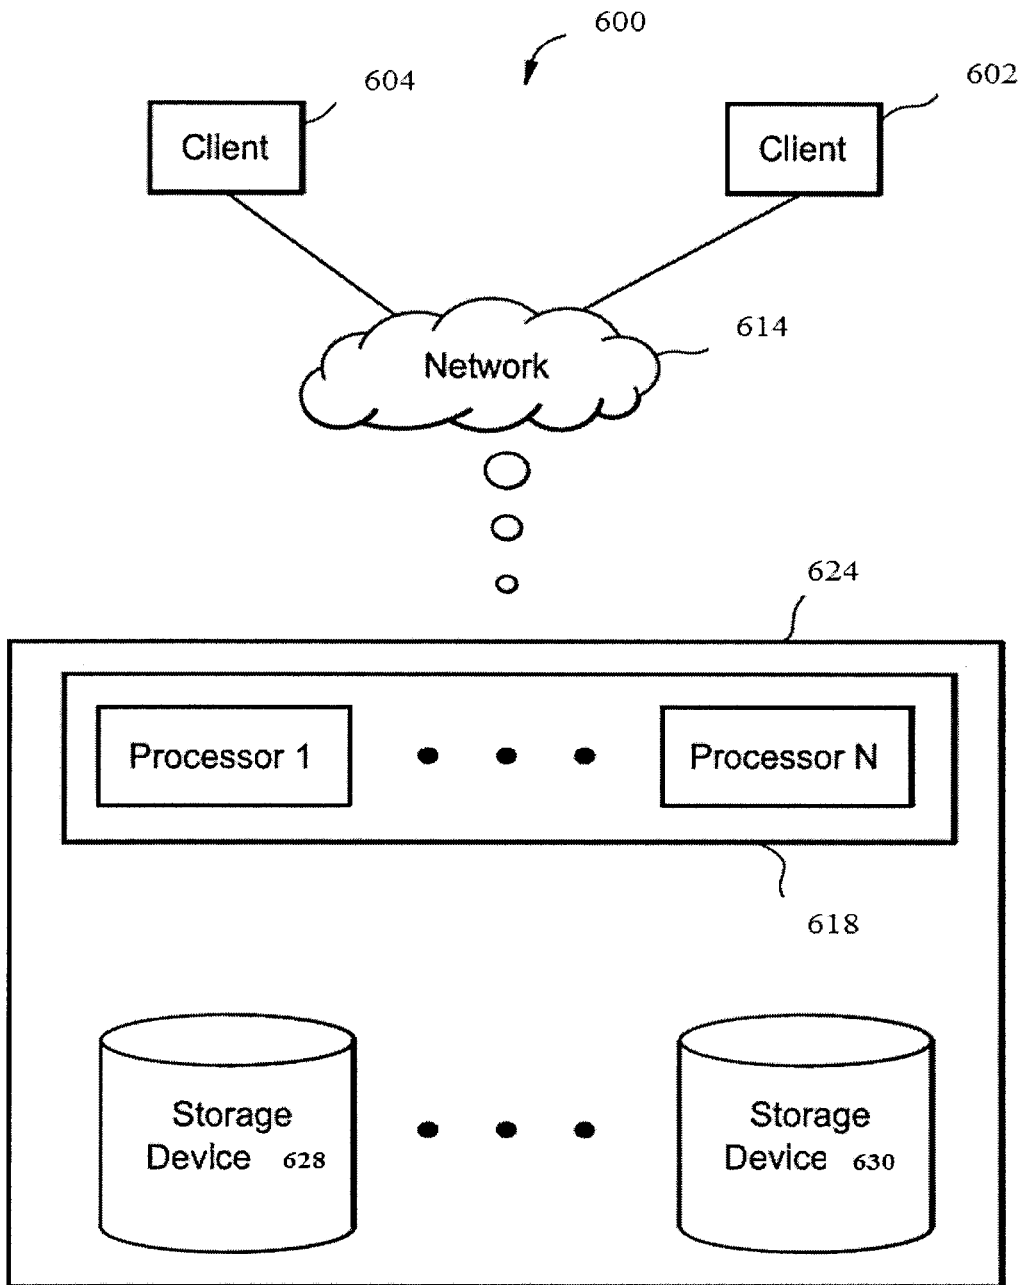 600
604
602
Client
Client
614
Network
624
Processor 1
Processor N
618
Storage
Device 628
Storage
Device 630